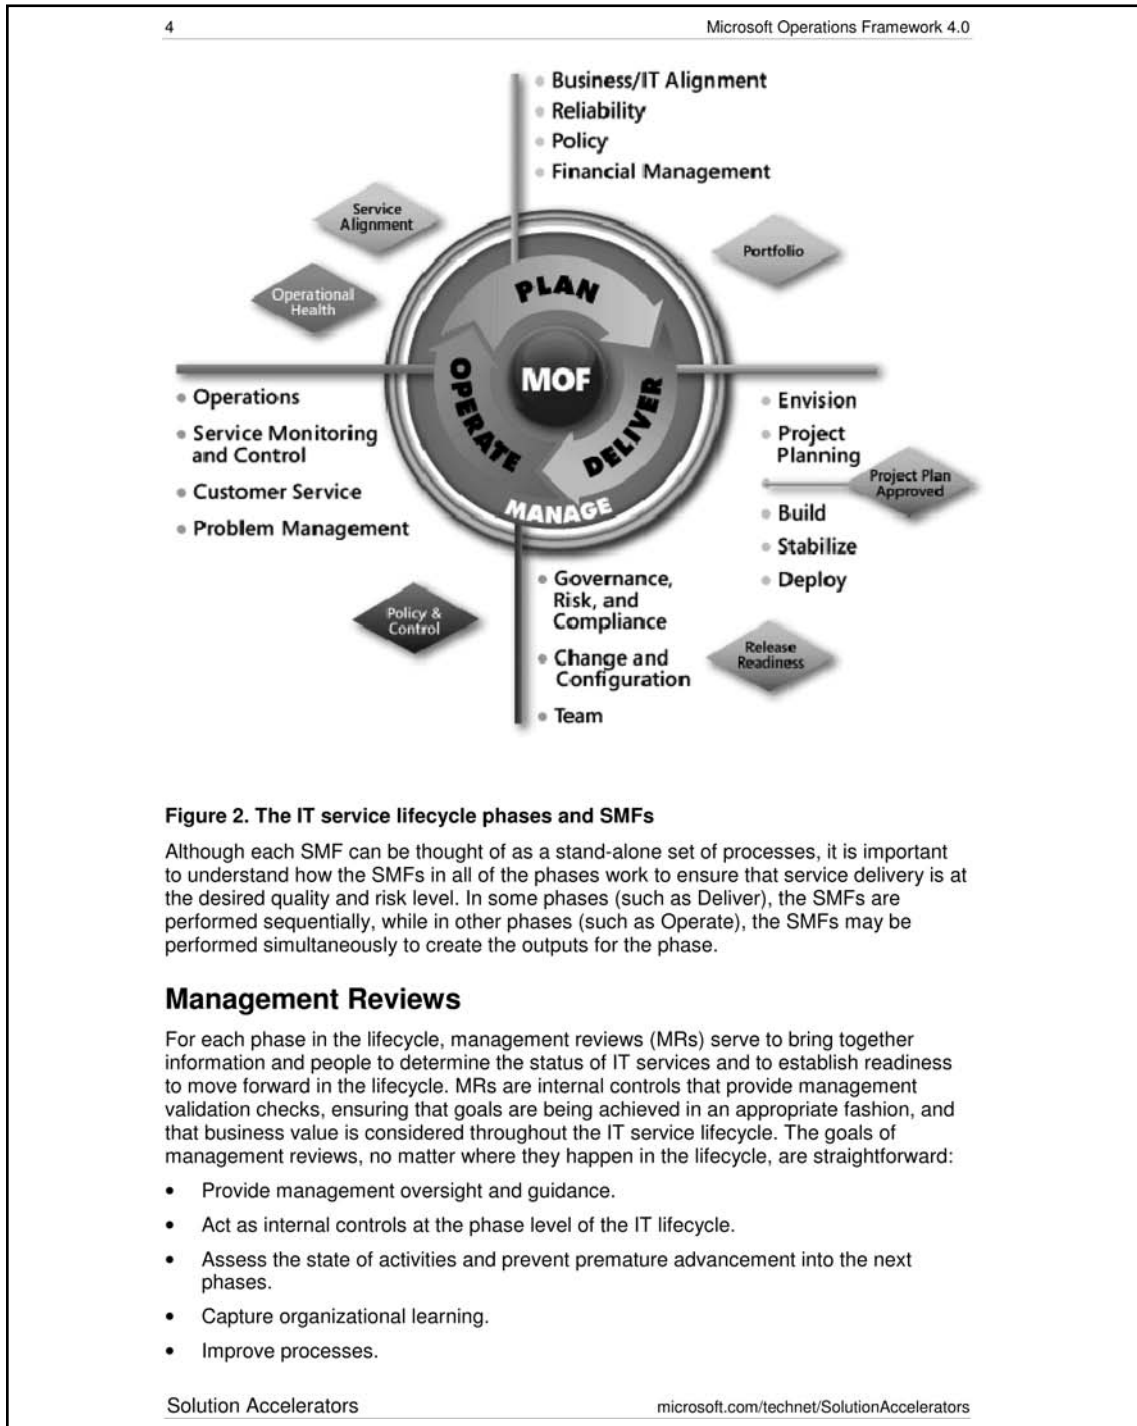 4 Microsoft Operations Framework 4.0
Business/IT Alignment
Reliability
Policy
Financial Management
Service
Alignment
Portfolio
Operational
Health
PLAN
MOF
OPERATE
DELIVER
MANAGE
• Operations
• Service Monitoring
and Control
• Customer Service
• Problem Management
• Envision
• Project
Planning
Project Plan
Approved
• Build
• Stabilize
• Deploy
• Governance,
Risk, and
Compliance
• Change and
Configuration
• Team
Policy &
Control
Release
Readiness
Figure 2. The IT service lifecycle phases and SMFs
Although each SMF can be thought of as a stand-alone set of processes, it is important
to understand how the SMFs in all of the phases work to ensure that service delivery is at
the desired quality and risk level. In some phases (such as Deliver), the SMFs are
performed sequentially, while in other phases (such as Operate), the SMFs may be
performed simultaneously to create the outputs for the phase.
Management Reviews
For each phase in the lifecycle, management reviews (MRs) serve to bring together
information and people to determine the status of IT services and to establish readiness
to move forward in the lifecycle. MRs are internal controls that provide management
validation checks, ensuring that goals are being achieved in an appropriate fashion, and
that business value is considered throughout the IT service lifecycle. The goals of
management reviews, no matter where they happen in the lifecycle, are straightforward:
• Provide management oversight and guidance.
• Act as internal controls at the phase level of the IT lifecycle.
• Assess the state of activities and prevent premature advancement into the next
phases.
• Capture organizational learning.
• Improve processes.
Solution Accelerators microsoft.com/technet/SolutionAccelerators